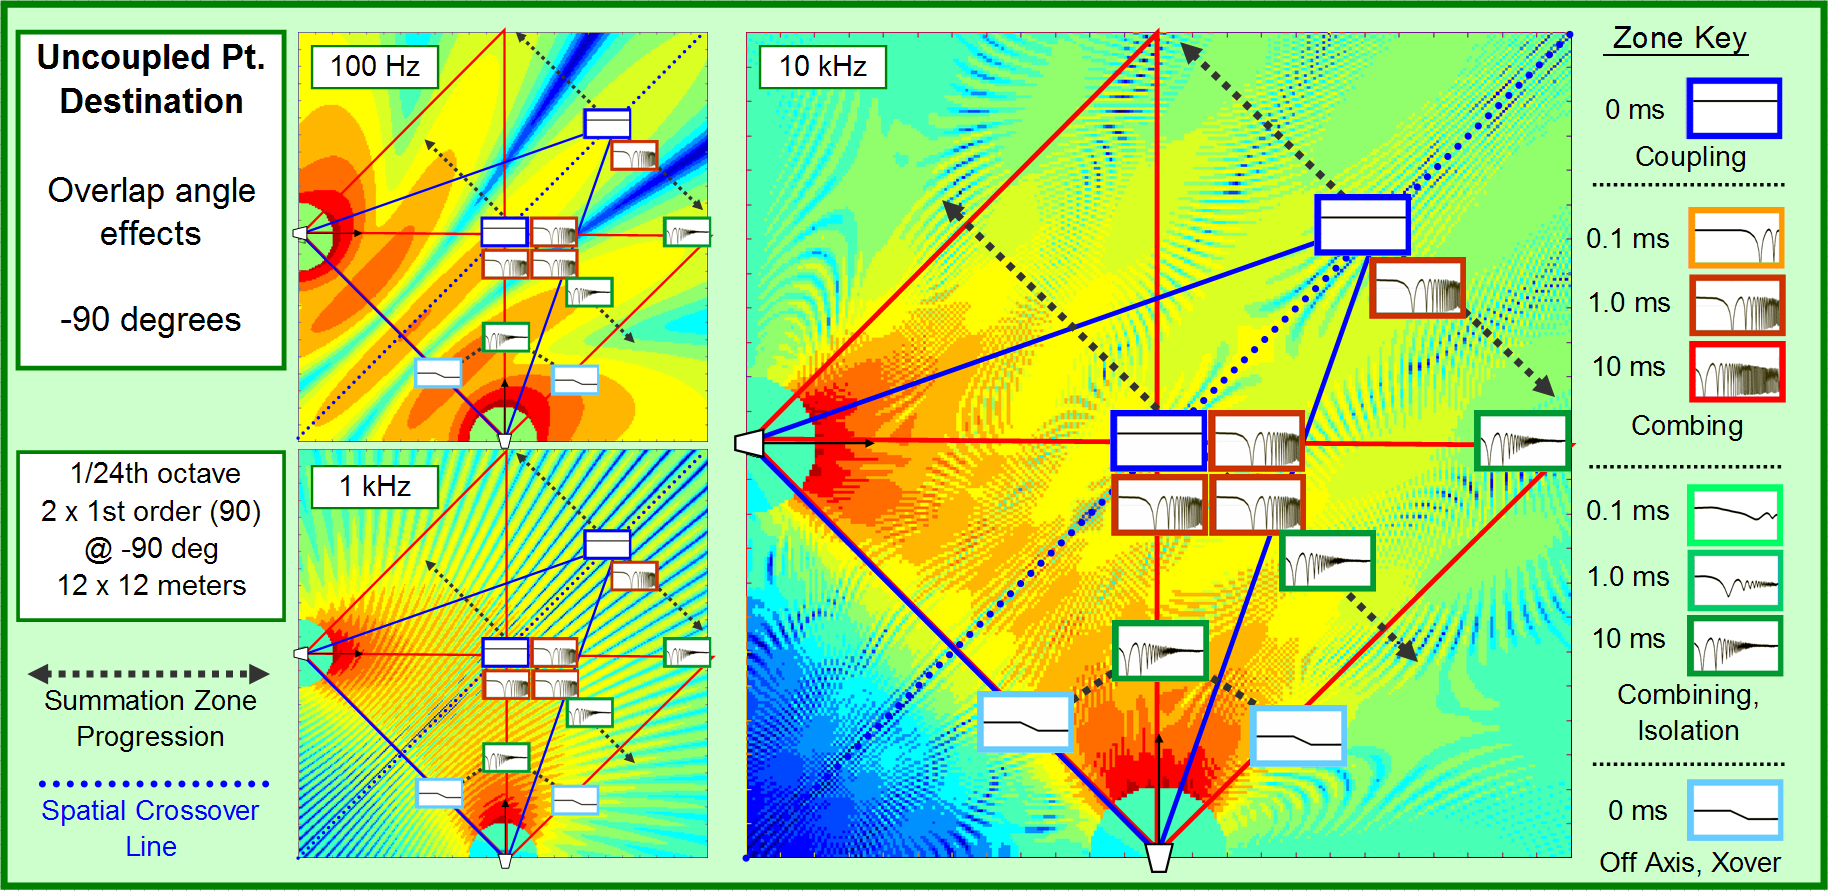 Uncoupled Pt.
Destination
Overlap angle
effects
-90 degrees
1/24th octave
2 x 1st order (90)
@ -90 deg
12 x 12 meters
Summation Zone
Progression
Spatial Crossover
Line
100 Hz
1 kHz
10 kHz
Zone Key
0 ms
Coupling
0.1 ms
1.0 ms
10 ms
Combing
0.1 ms
1.0 ms
10 ms
Combining,
Isolation
0 ms
Off Axis, Xover